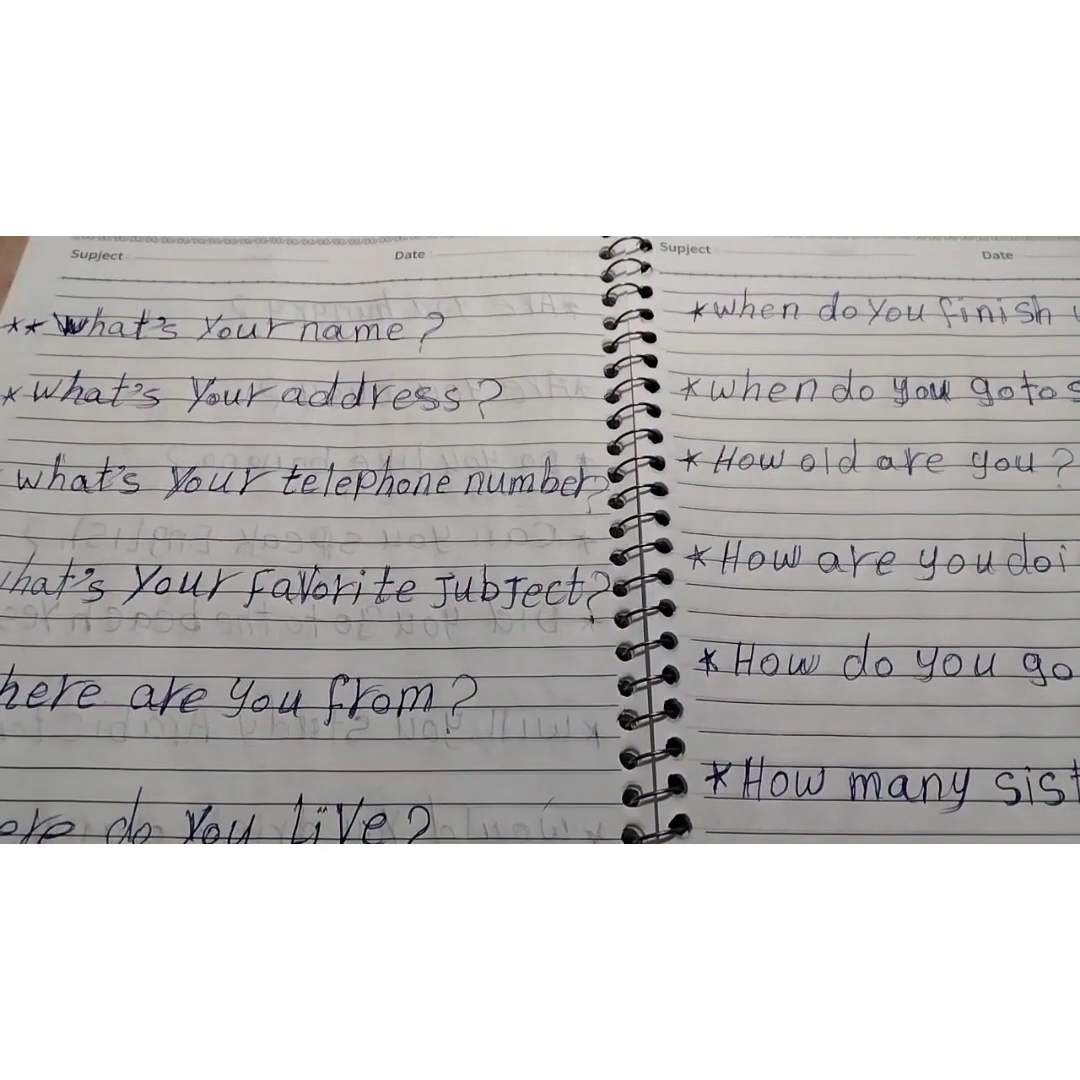 Supject Date
** What's your name?
* What's your address?
what's your telephone number?
hat's your favorite subject?
here are you from?
ere do you live?
Supject Date
* when do you finish
* when do you go to s
* How old are you?
* How are you doi
* How do you go
* How many sist